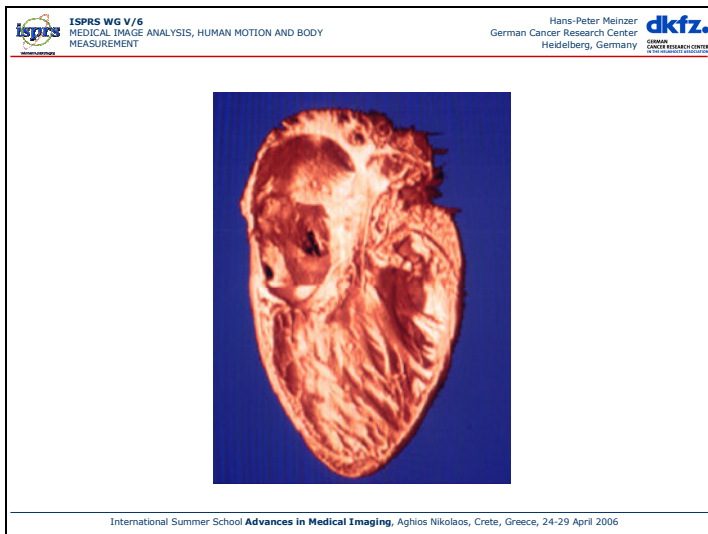 isprs
ISPRS WG V/6
MEDICAL IMAGE ANALYSIS, HUMAN MOTION AND BODY
MEASUREMENT
Hans-Peter Meinzer
German Cancer Research Center
Heidelberg, Germany
dkfz.
GERMAN
CANCER RESEARCH CENTER
IN THE HELMHOLTZ ASSOCIATION
International Summer School Advances in Medical Imaging, Aghios Nikolaos, Crete, Greece, 24-29 April 2006